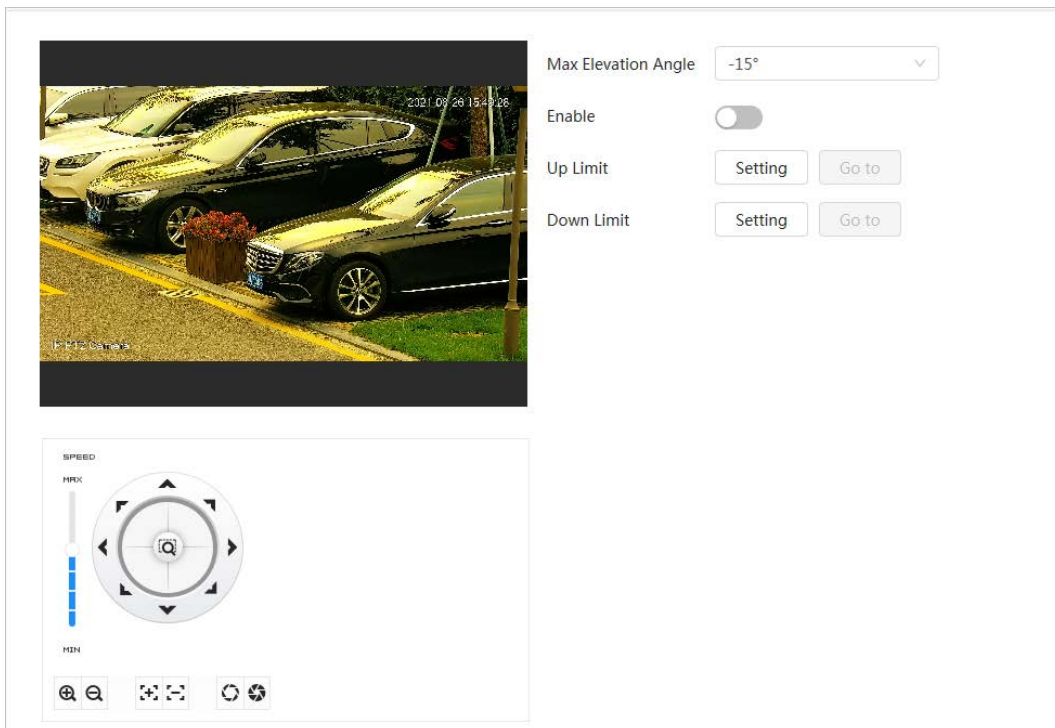 Max Elevation Angle -15°
2021-08-26 15:49:26
Enable
Up Limit Setting Go to
Down Limit Setting Go to
IP PTZ Camera
SPEED
MAX
MIN